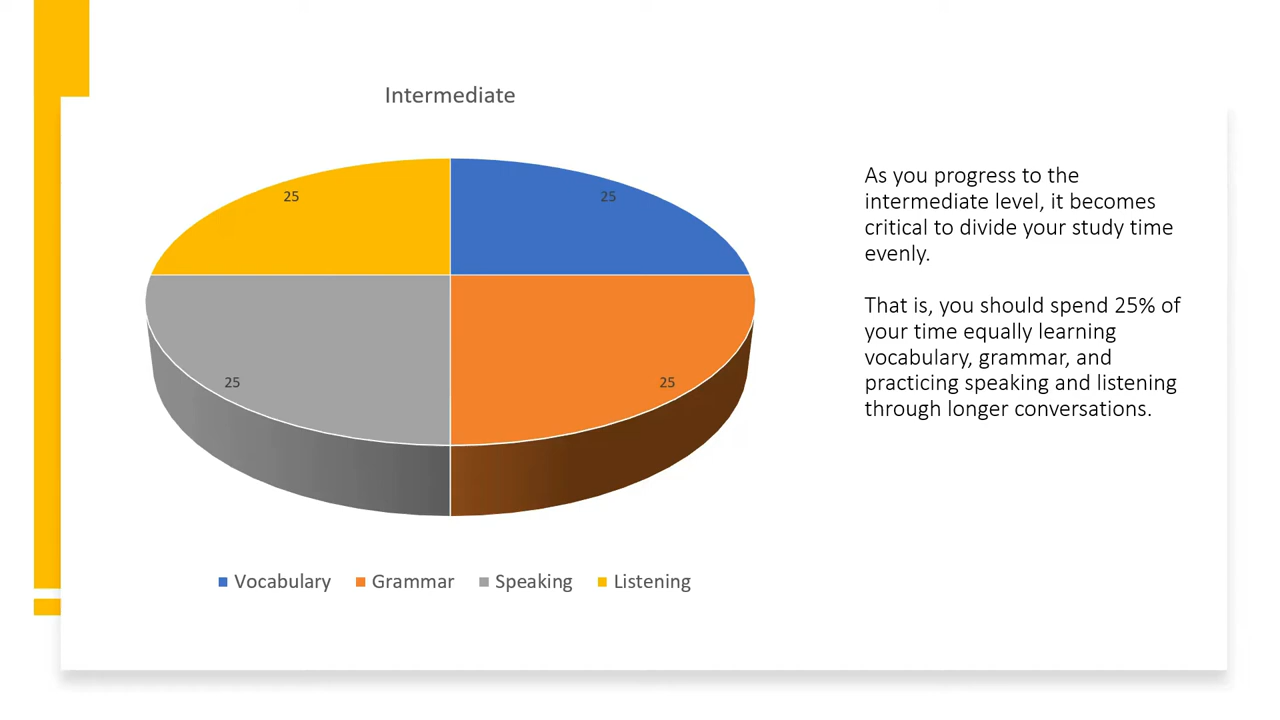 Intermediate
25
25
25
25
Vocabulary
Grammar
Speaking
Listening
As you progress to the
intermediate level, it becomes
critical to divide your study time
evenly.
That is, you should spend 25% of
your time equally learning
vocabulary, grammar, and
practicing speaking and listening
through longer conversations.